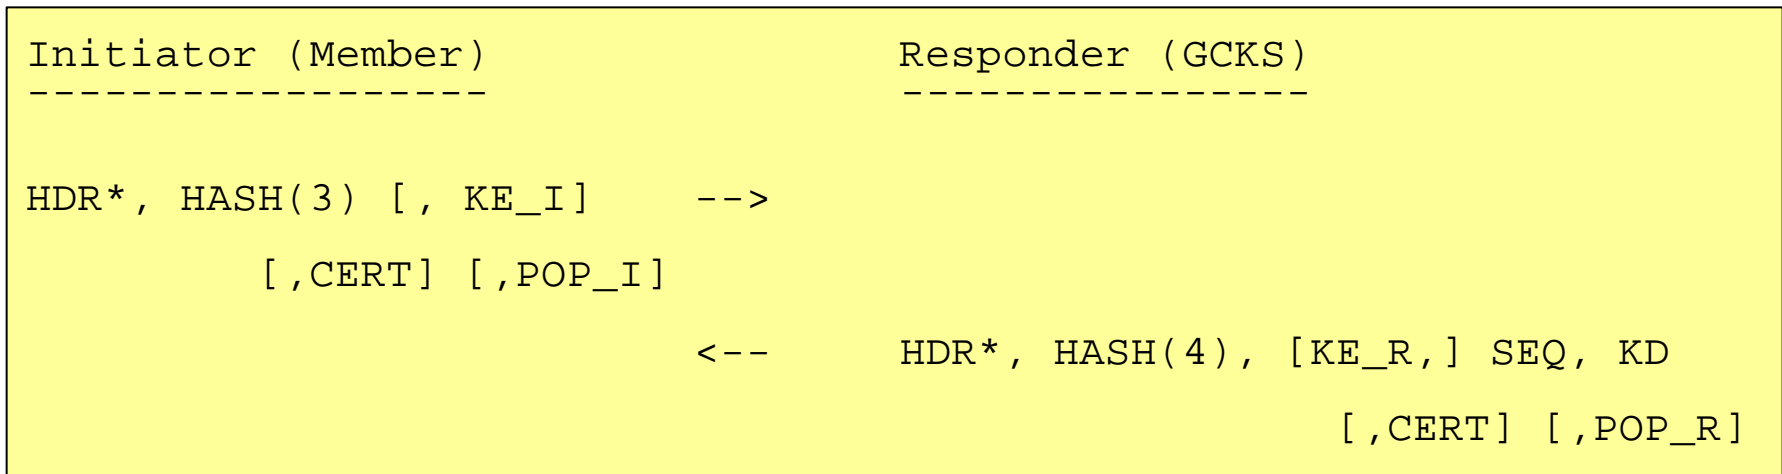 Initiator (Member) Responder (GCKS)
------------------ ----------------
HDR*, HASH(3) [, KE_I] -->
[,CERT] [,POP_I]
<-- HDR*, HASH(4), [KE_R,] SEQ, KD
[,CERT] [,POP_R]